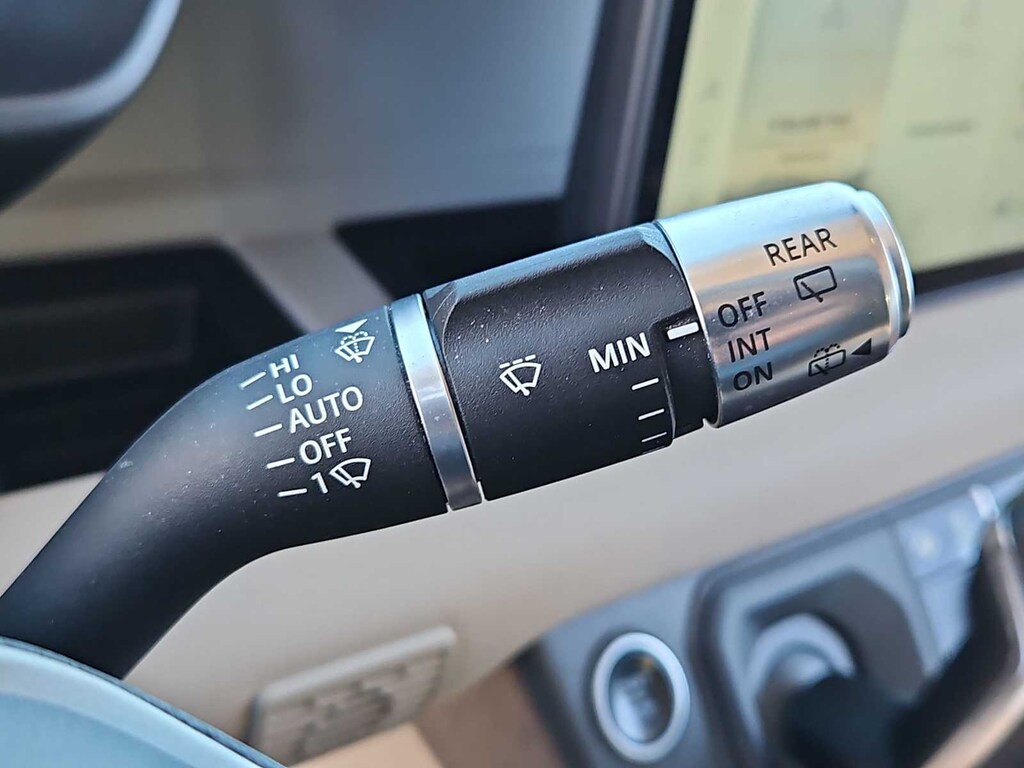 HI
LO
AUTO
OFF
1
MIN
REAR
OFF
INT
ON